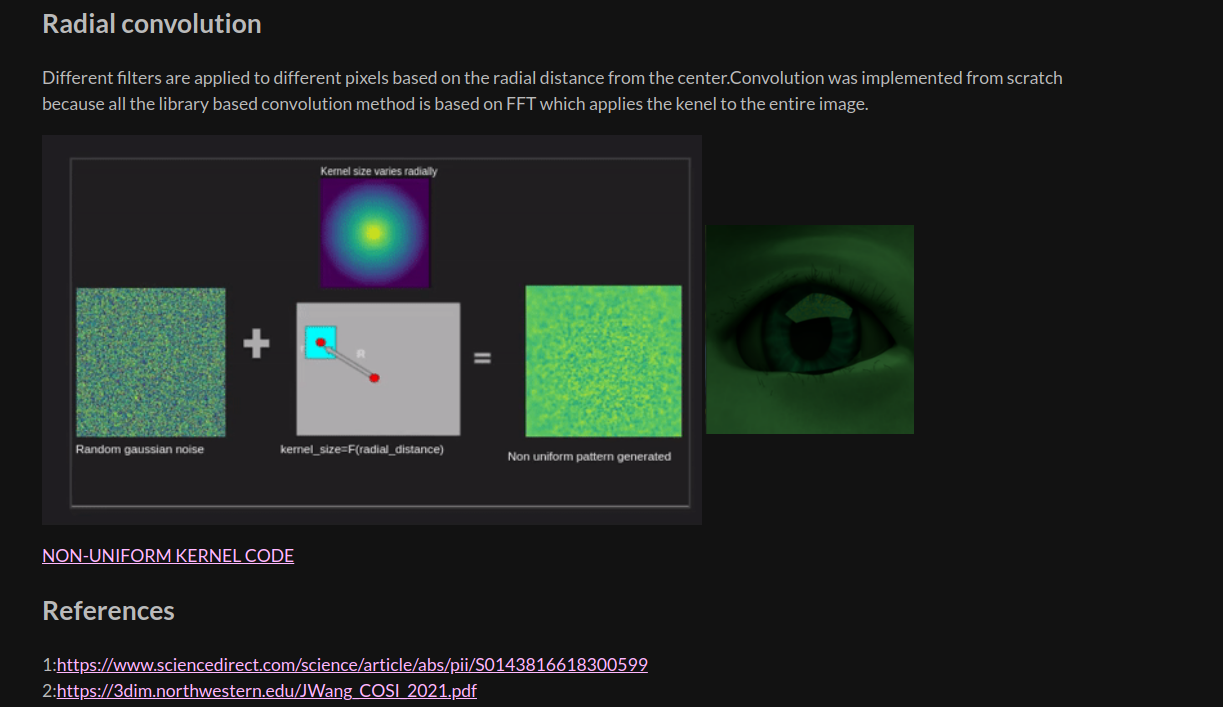 Radial convolution
Different filters are applied to different pixels based on the radial distance from the center.Convolution was implemented from scratch
because all the library based convolution method is based on FFT which applies the kenel to the entire image.
Kernel size varies radially
r
R
Random gaussian noise
kernel_size=F(radial_distance)
Non uniform pattern generated
NON-UNIFORM KERNEL CODE
References
1:https://www.sciencedirect.com/science/article/abs/pii/S0143816618300599
2:https://3dim.northwestern.edu/JWang_COSI_2021.pdf